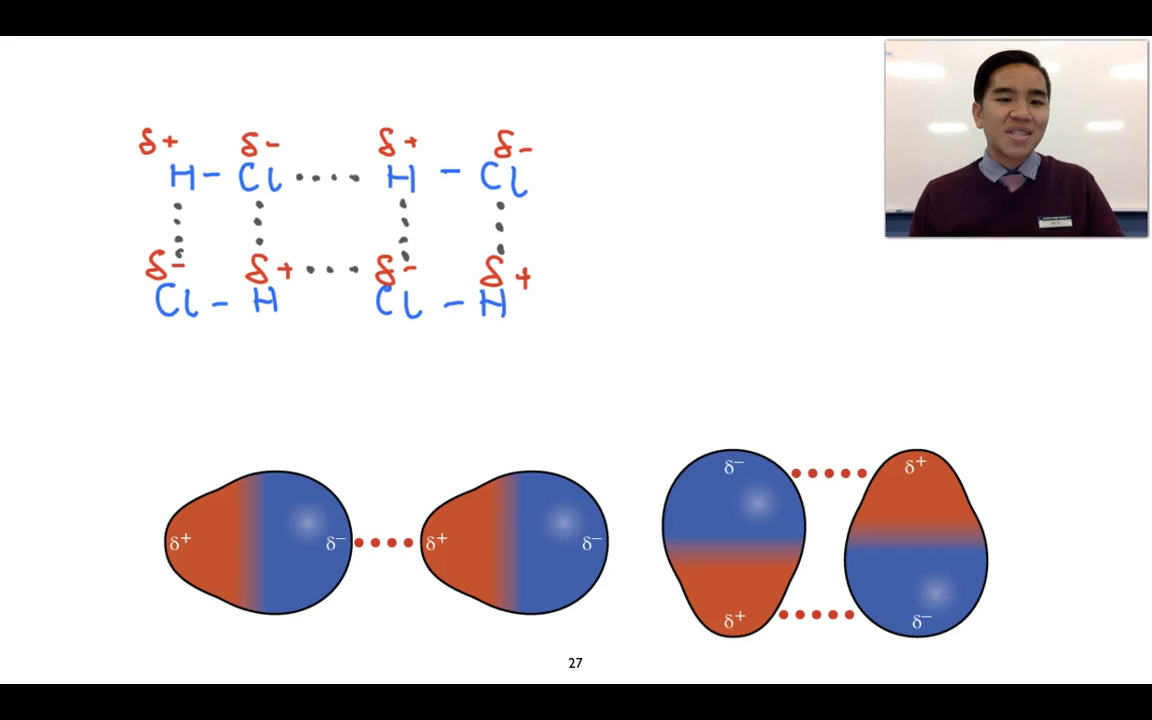 δ+ δ- δ+ δ-
H - Cl ···· H - Cl
δ- δ+ ··· δ- δ+
Cl - H Cl - H
δ⁻ δ⁺
δ⁺ δ⁻ δ⁺ δ⁻
δ⁺ δ⁻
27